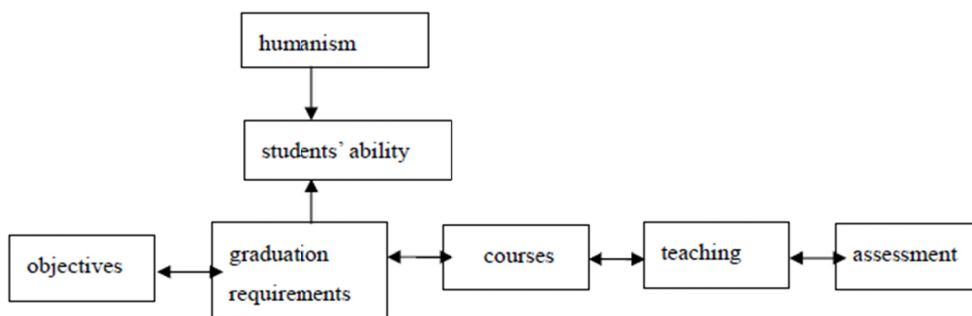 humanism
students’ ability
objectives
graduation
requirements
courses
teaching
assessment